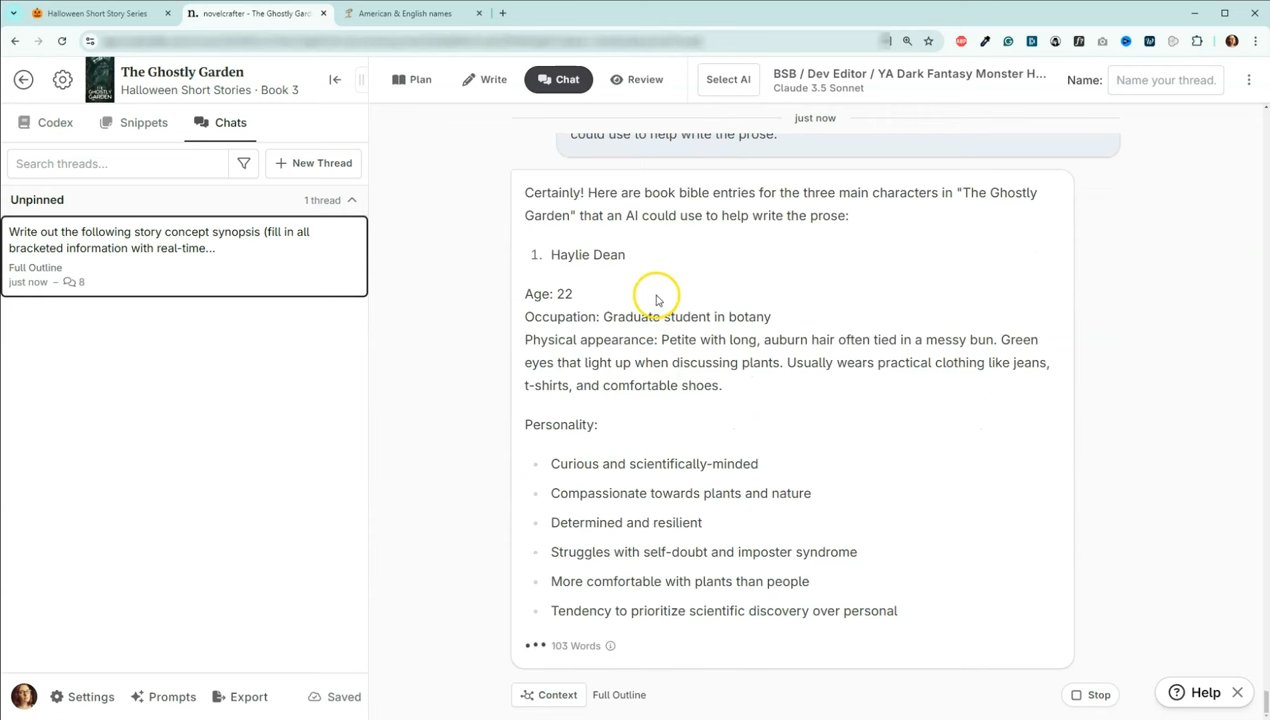 Halloween Short Story Series
novelcrafter - The Ghostly Gard
American & English names
The Ghostly Garden
Halloween Short Stories - Book 3
Plan
Write
Chat
Review
Select AI
BSB / Dev Editor / YA Dark Fantasy Monster H...
Claude 3.5 Sonnet
Name:
Name your thread.
Codex
Snippets
Chats
just now
could use to help write the prose.
Search threads...
New Thread
Unpinned
1 thread
Write out the following story concept synopsis (fill in all
bracketed information with real-time...
Full Outline
just now – 8
Certainly! Here are book bible entries for the three main characters in "The Ghostly
Garden" that an AI could use to help write the prose:
1. Haylie Dean
Age: 22
Occupation: Graduate student in botany
Physical appearance: Petite with long, auburn hair often tied in a messy bun. Green
eyes that light up when discussing plants. Usually wears practical clothing like jeans,
t-shirts, and comfortable shoes.
Personality:
Curious and scientifically-minded
Compassionate towards plants and nature
Determined and resilient
Struggles with self-doubt and imposter syndrome
More comfortable with plants than people
Tendency to prioritize scientific discovery over personal
103 Words
Settings
Prompts
Export
Saved
Context
Full Outline
Stop
Help